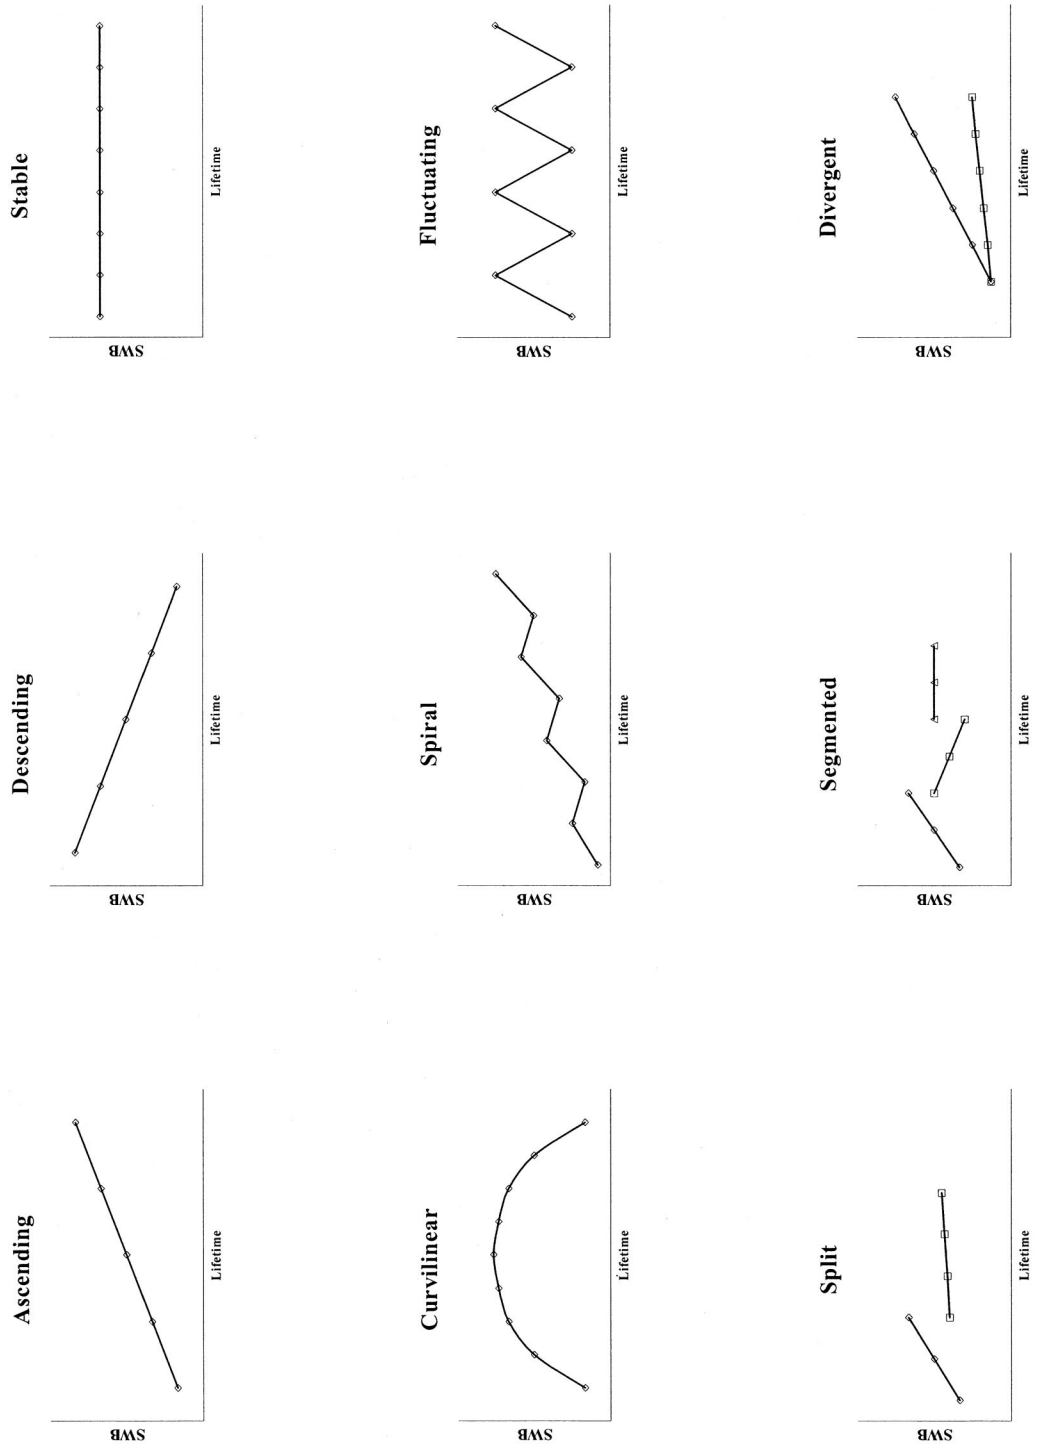 Ascending
SWB
Lifetime
Descending
SWB
Lifetime
Stable
SWB
Lifetime
Curvilinear
SWB
Lifetime
Spiral
SWB
Lifetime
Fluctuating
SWB
Lifetime
Split
SWB
Lifetime
Segmented
SWB
Lifetime
Divergent
SWB
Lifetime